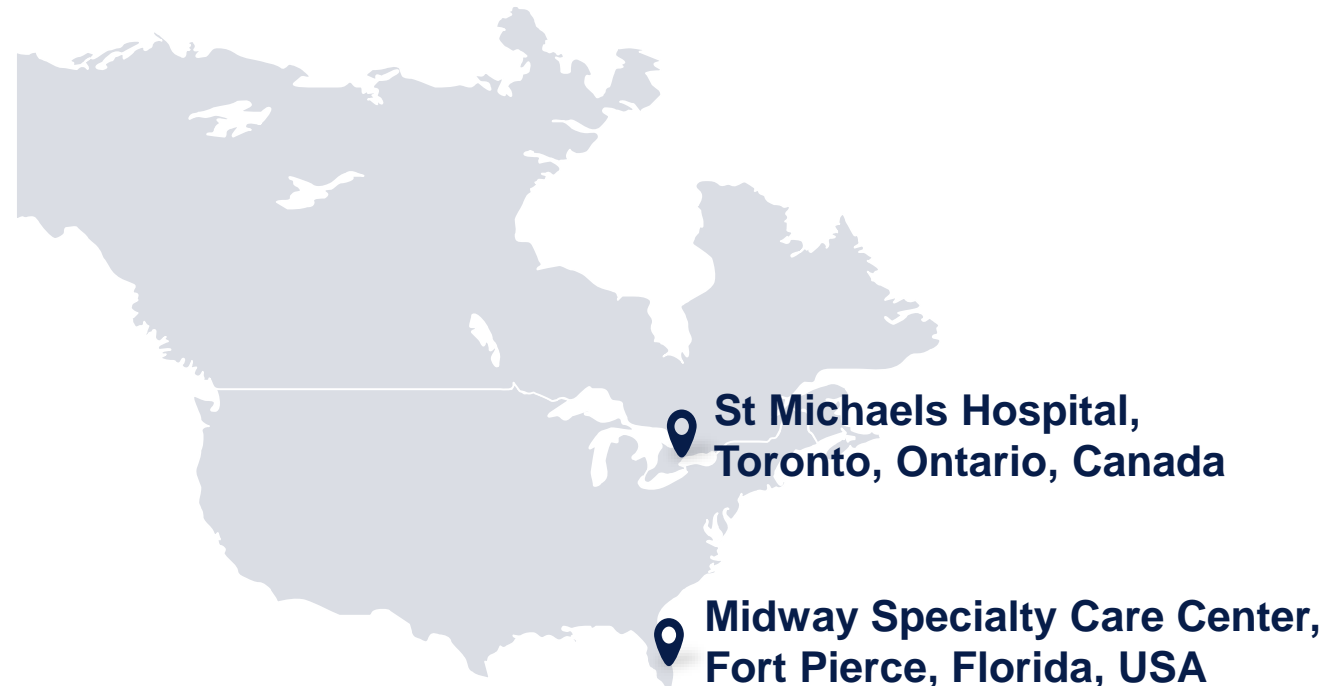 St Michaels Hospital,
Toronto, Ontario, Canada
Midway Specialty Care Center,
Fort Pierce, Florida, USA